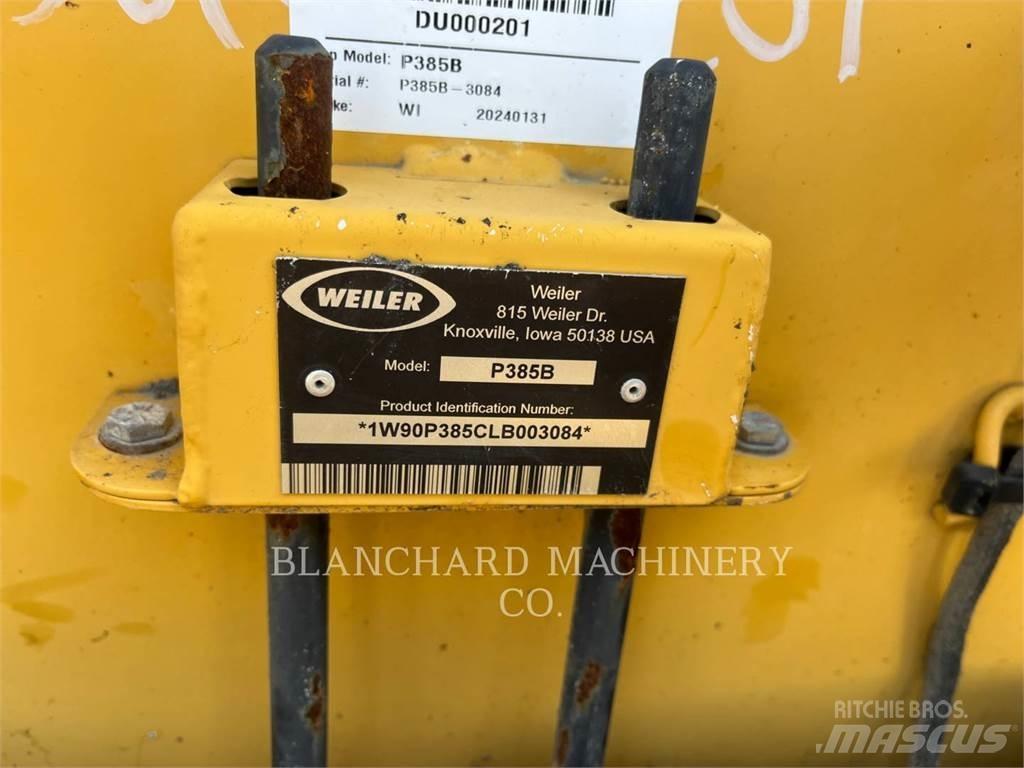 DU000201
Model: P385B
#: P385B-3084
WI 20240131
WEILER
Weiler
815 Weiler Dr.
Knoxville, Iowa 50138 USA
Model: P385B
Product Identification Number:
*1W90P385CLB003084*
BLANCHARD MACHINERY
CO.
RITCHIE BROS.
MASCUS